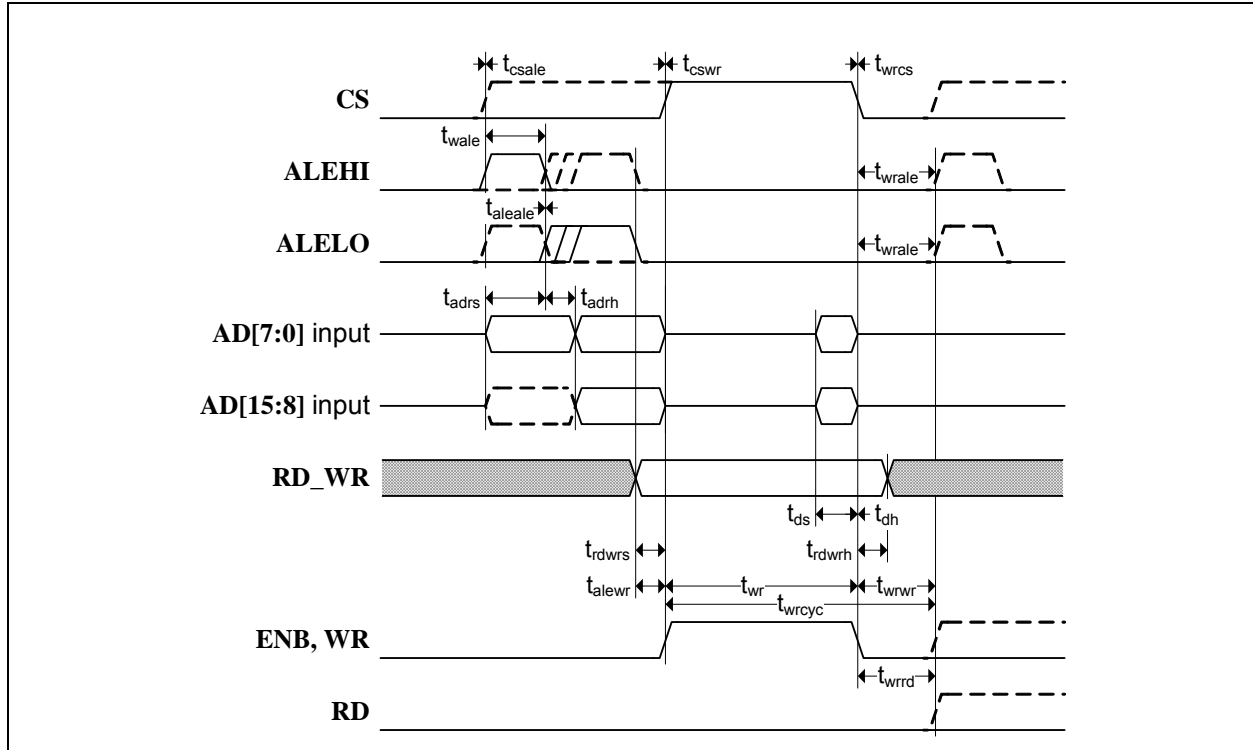 tcsale tcswr twrcs
CS
twale
ALEHI
twrale
taleale
ALELO
twrale
tadrs tadrh
AD[7:0] input
AD[15:8] input
RD_WR
tds tdh
trdwrs trdwrh
talewr twr twrwr
twrcyc
ENB, WR
twrrd
RD